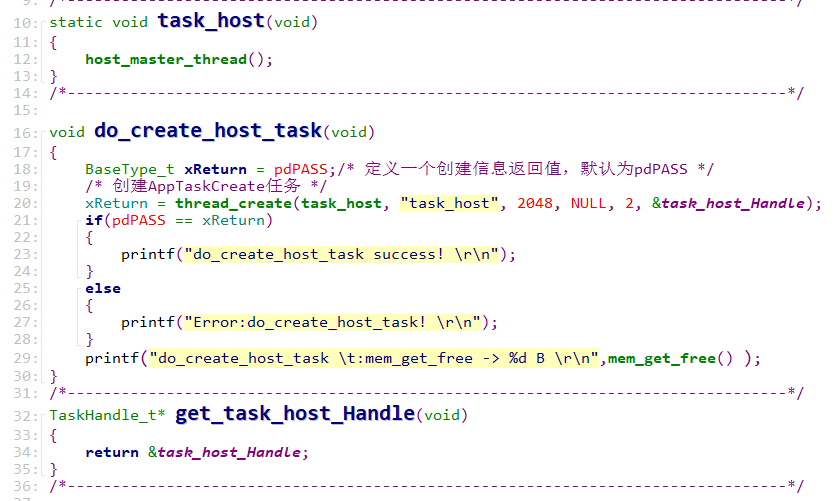 9: /*------------------------------------------------------------------------*/
10: static void task_host(void)
11: {
12:     host_master_thread();
13: }
14: /*------------------------------------------------------------------------*/
15:
16: void do_create_host_task(void)
17: {
18:     BaseType_t xReturn = pdPASS;/* 定义一个创建信息返回值，默认为pdPASS */
19:     /* 创建AppTaskCreate任务 */
20:     xReturn = thread_create(task_host, "task_host", 2048, NULL, 2, &task_host_Handle);
21:     if(pdPASS == xReturn)
22:     {
23:         printf("do_create_host_task success! \r\n");
24:     }
25:     else
26:     {
27:         printf("Error:do_create_host_task! \r\n");
28:     }
29:     printf("do_create_host_task \t:mem_get_free -> %d B \r\n",mem_get_free() );
30: }
31: /*------------------------------------------------------------------------*/
32: TaskHandle_t* get_task_host_Handle(void)
33: {
34:     return &task_host_Handle;
35: }
36: /*------------------------------------------------------------------------*/